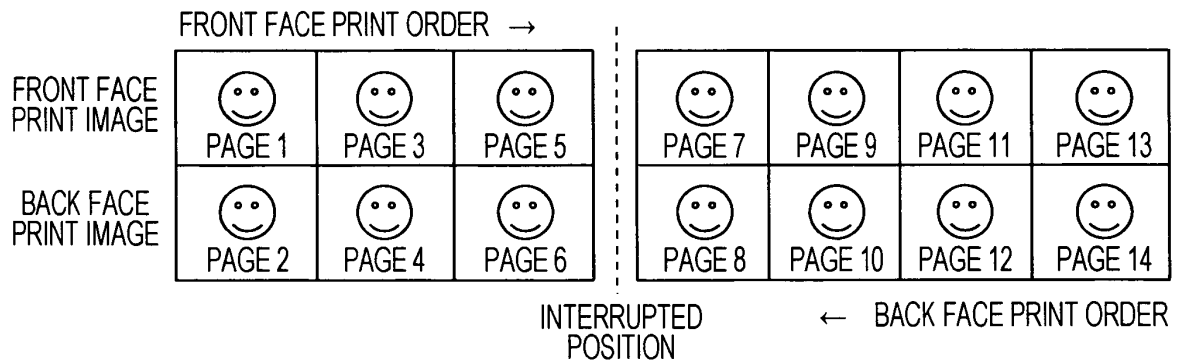 FRONT FACE PRINT ORDER →
FRONT FACE
PRINT IMAGE
PAGE 1 PAGE 3 PAGE 5 PAGE 7 PAGE 9 PAGE 11 PAGE 13
BACK FACE
PRINT IMAGE
PAGE 2 PAGE 4 PAGE 6 PAGE 8 PAGE 10 PAGE 12 PAGE 14
INTERRUPTED
POSITION
← BACK FACE PRINT ORDER